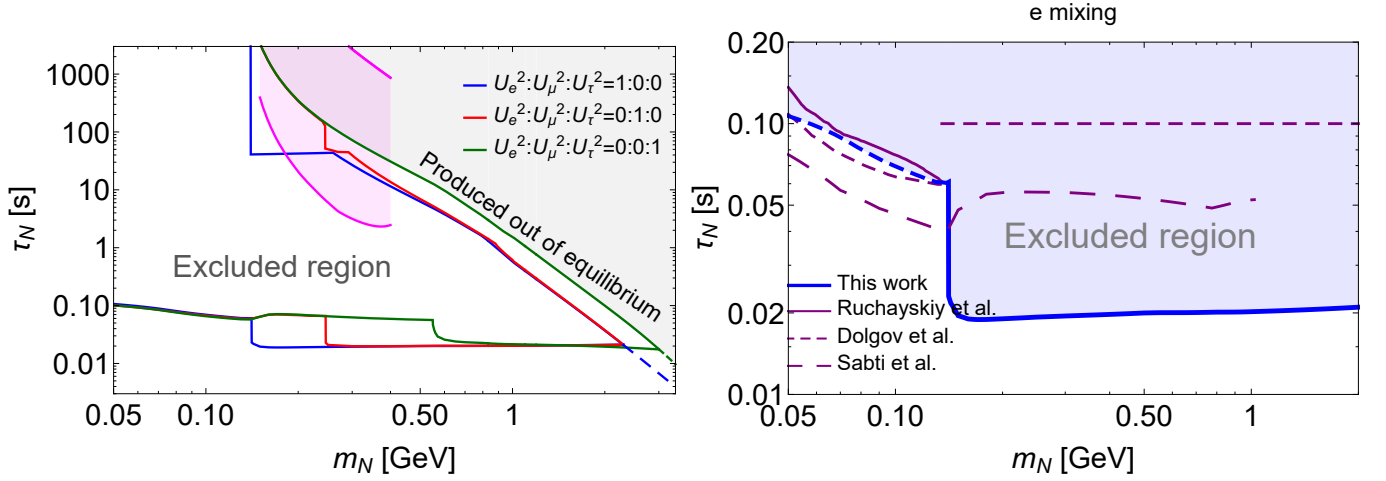 e mixing
1000
100
10
1
0.10
0.01
τ_N [s]
U_e^2:U_μ^2:U_τ^2=1:0:0
U_e^2:U_μ^2:U_τ^2=0:1:0
U_e^2:U_μ^2:U_τ^2=0:0:1
Produced out of equilibrium
Excluded region
0.05
0.10
0.50
1
m_N [GeV]
0.20
0.10
0.05
0.02
0.01
τ_N [s]
Excluded region
This work
Ruchayskiy et al.
Dolgov et al.
Sabti et al.
0.05
0.10
0.50
1
m_N [GeV]